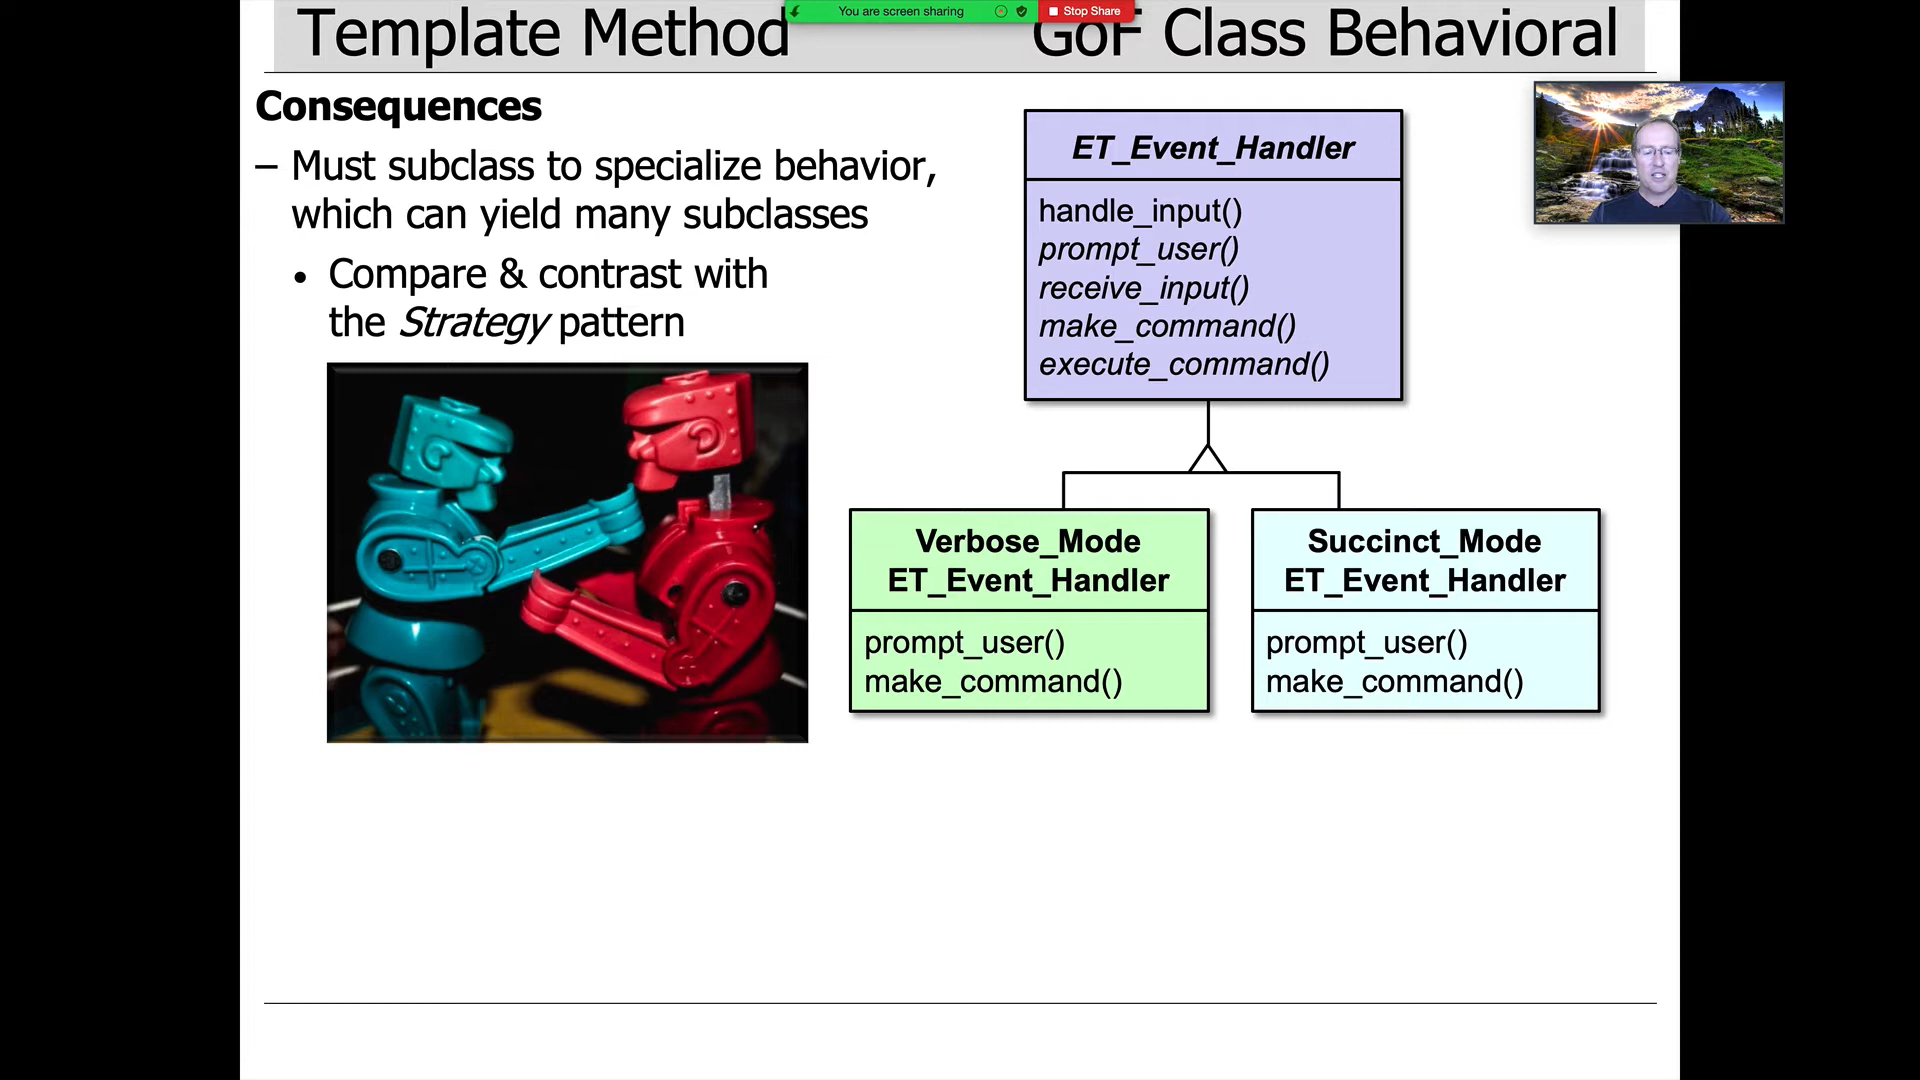 You are screen sharing
Stop Share
Template Method
GoF Class Behavioral
Consequences
– Must subclass to specialize behavior,
which can yield many subclasses
• Compare & contrast with
the Strategy pattern
ET_Event_Handler
handle_input()
prompt_user()
receive_input()
make_command()
execute_command()
Verbose_Mode
ET_Event_Handler
prompt_user()
make_command()
Succinct_Mode
ET_Event_Handler
prompt_user()
make_command()